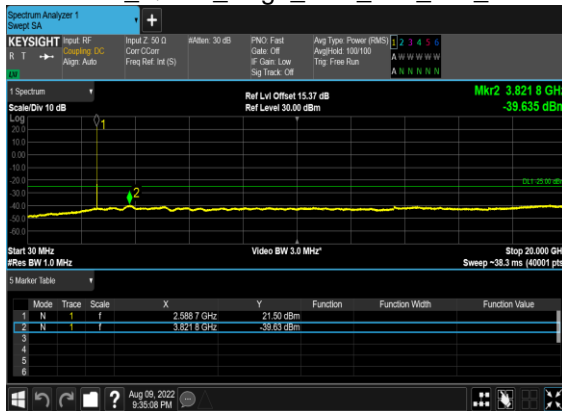 Spectrum Analyzer 1
Swept SA
+
KEYSIGHT Input: RF Input Z: 50 Ω #Atten: 30 dB PNO: Fast Avg Type: Power (RMS) 1 2 3 4 5 6
R T Coupling: DC Corr CCorr Gate: Off Avg|Hold: 100/100 A W W W W W
Align: Auto Freq Ref: Int (S) IF Gain: Low Trig: Free Run
LXI Sig Track: Off A N N N N N
1 Spectrum Ref Lvl Offset 15.37 dB Mkr2 3.821 8 GHz
Scale/Div 10 dB Ref Level 30.00 dBm -39.635 dBm
Log
20.0
10.0
0.00
-10.0
-20.0
-30.0
-40.0
-50.0
-60.0
1
2
DL1 -25.00 dBm
Start 30 MHz Video BW 3.0 MHz* Stop 20.000 GH
#Res BW 1.0 MHz Sweep ~38.3 ms (40001 pts
5 Marker Table
Mode Trace Scale X Y Function Function Width Function Value
1 N 1 f 2.588 7 GHz 21.50 dBm
2 N 1 f 3.821 8 GHz -39.63 dBm
3
4
5
6
? Aug 09, 2022
9:35:08 PM